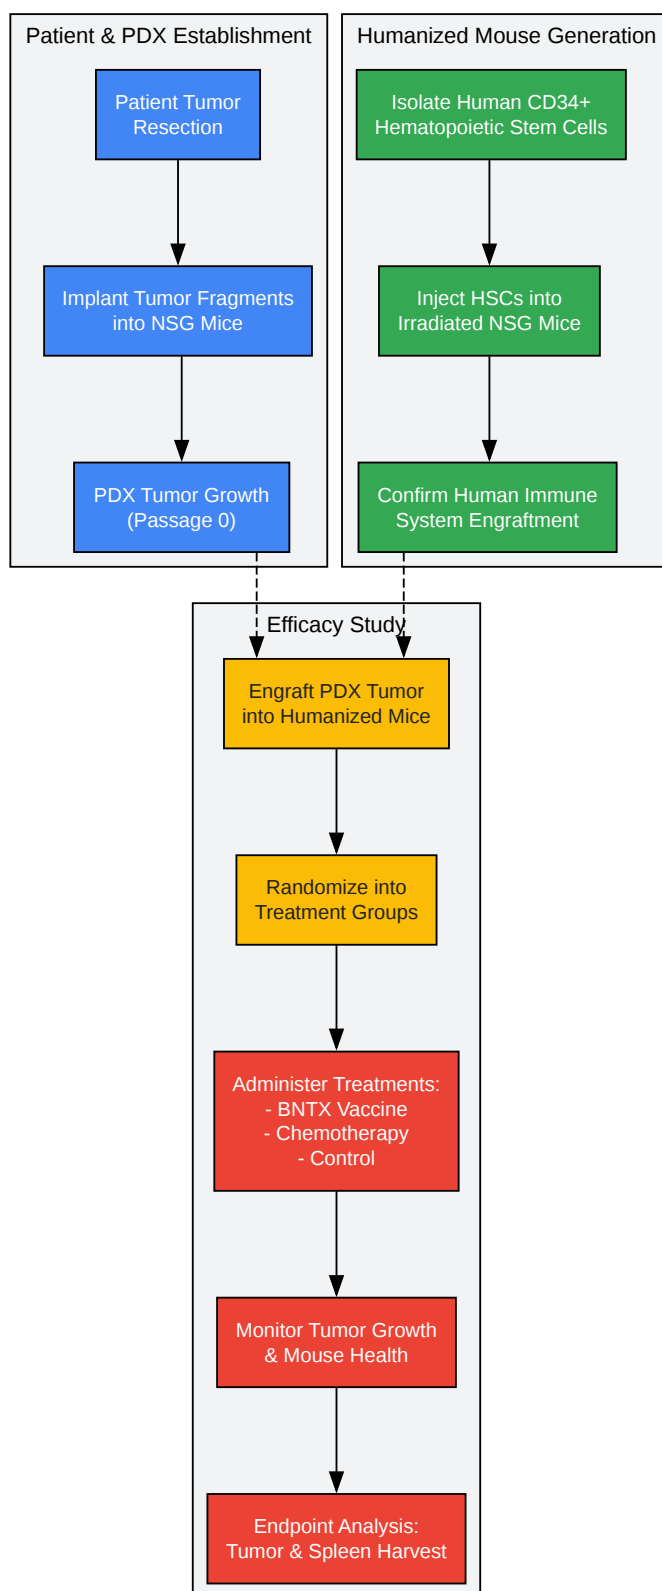 Patient & PDX Establishment
Patient Tumor
Resection
Implant Tumor Fragments
into NSG Mice
PDX Tumor Growth
(Passage 0)
Humanized Mouse Generation
Isolate Human CD34+
Hematopoietic Stem Cells
Inject HSCs into
Irradiated NSG Mice
Confirm Human Immune
System Engraftment
Efficacy Study
Engraft PDX Tumor
into Humanized Mice
Randomize into
Treatment Groups
Administer Treatments:
- BNTX Vaccine
- Chemotherapy
- Control
Monitor Tumor Growth
& Mouse Health
Endpoint Analysis:
Tumor & Spleen Harvest